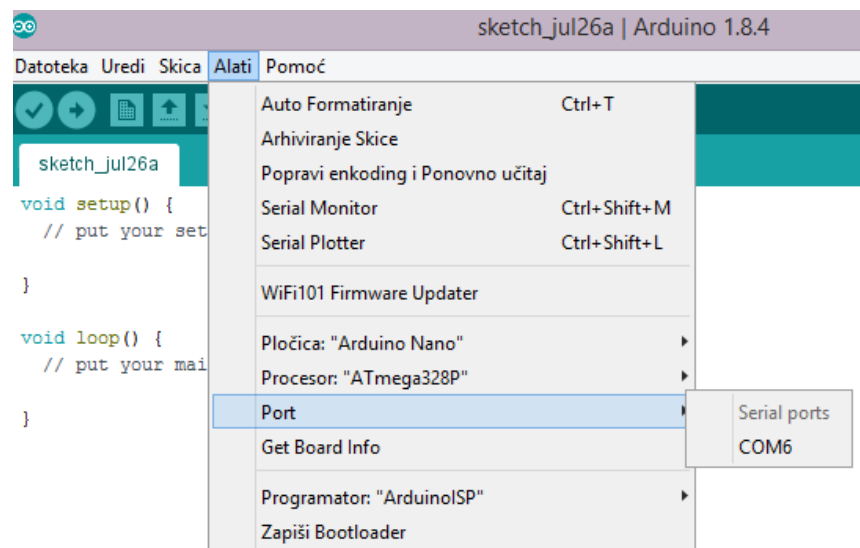 sketch_jul26a | Arduino 1.8.4
Datoteka Uredi Skica Alati Pomoć
Auto Formatiranje Ctrl+T
Arhiviranje Skice
sketch_jul26a
Popravi enkoding i Ponovno učitaj
void setup() {
Serial Monitor Ctrl+Shift+M
// put your set
Serial Plotter Ctrl+Shift+L
}
WiFi101 Firmware Updater
void loop() {
Pločica: "Arduino Nano"
// put your mai
Procesor: "ATmega328P"
}
Port
Serial ports
Get Board Info
COM6
Programator: "ArduinoISP"
Zapiši Bootloader